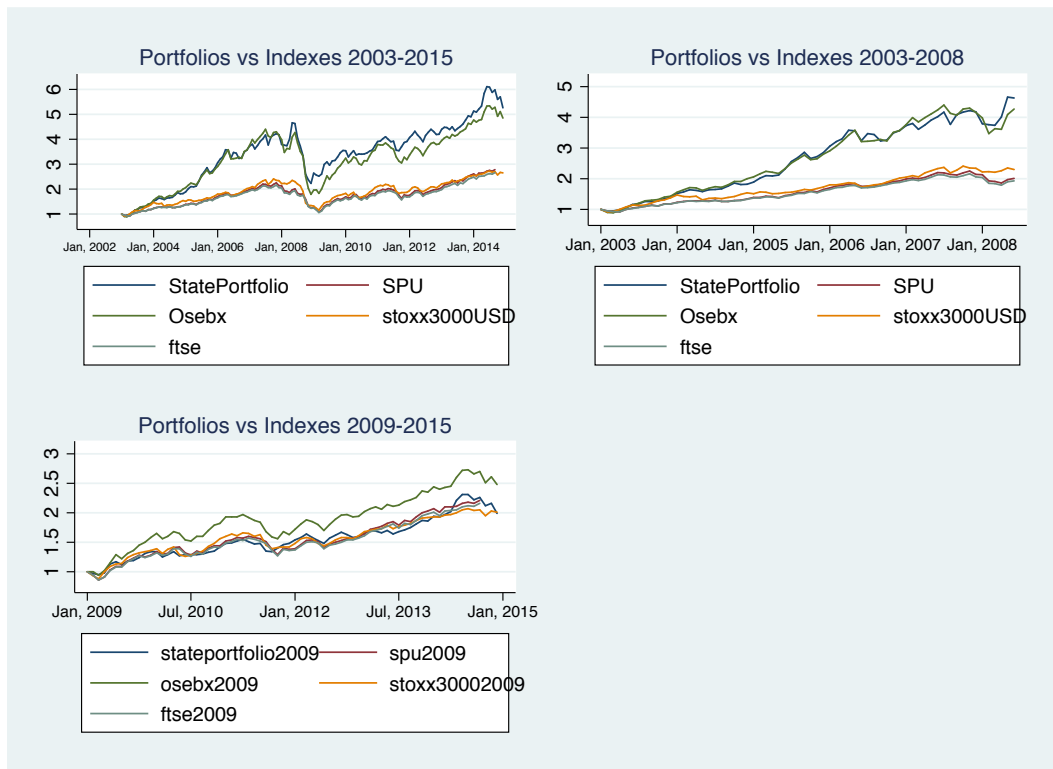 Portfolios vs Indexes 2003-2015
6
5
4
3
2
1
Jan, 2002 Jan, 2004 Jan, 2006 Jan, 2008 Jan, 2010 Jan, 2012 Jan, 2014
StatePortfolio SPU
Osebx stoxx3000USD
ftse
Portfolios vs Indexes 2003-2008
5
4
3
2
1
Jan, 2003 Jan, 2004 Jan, 2005 Jan, 2006 Jan, 2007 Jan, 2008
StatePortfolio SPU
Osebx stoxx3000USD
ftse
Portfolios vs Indexes 2009-2015
3
2.5
2
1.5
1
Jan, 2009 Jul, 2010 Jan, 2012 Jul, 2013 Jan, 2015
stateportfolio2009 spu2009
osebx2009 stoxx30002009
ftse2009